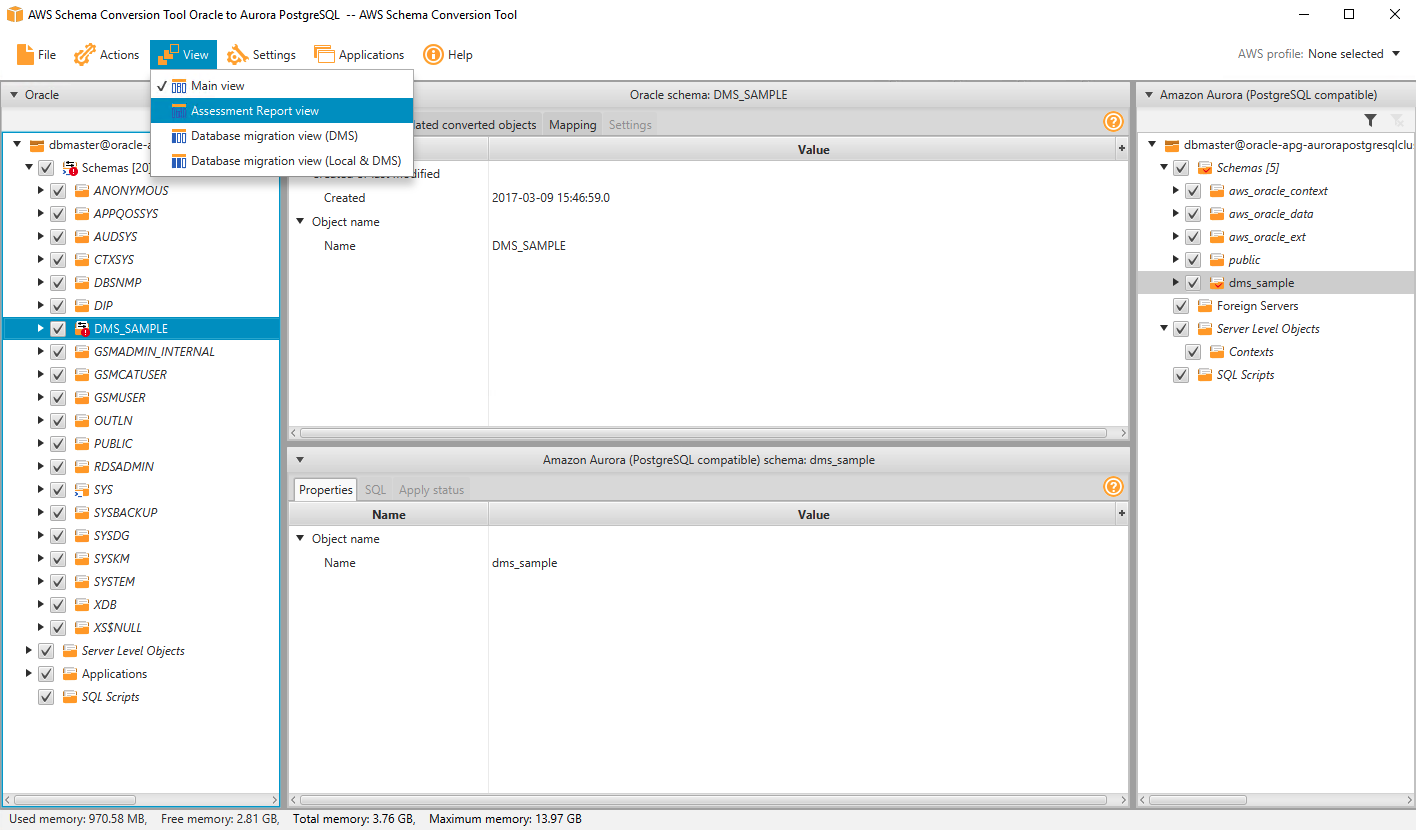 AWS Schema Conversion Tool Oracle to Aurora PostgreSQL -- AWS Schema Conversion Tool
File Actions View Settings Applications Help AWS profile: None selected
Main view
Assessment Report view
Database migration view (DMS)
Database migration view (Local & DMS)
Oracle
dbmaster@oracle-a
Schemas [20]
ANONYMOUS
APPQOSSYS
AUDSYS
CTXSYS
DBSNMP
DIP
DMS_SAMPLE
GSMADMIN_INTERNAL
GSMCATUSER
GSMUSER
OUTLN
PUBLIC
RDSADMIN
SYS
SYSBACKUP
SYSDG
SYSKM
SYSTEM
XDB
XS$NULL
Server Level Objects
Applications
SQL Scripts
Oracle schema: DMS_SAMPLE
lated converted objects Mapping Settings
Value +
Created or last modified
Created 2017-03-09 15:46:59.0
Object name
Name DMS_SAMPLE
Amazon Aurora (PostgreSQL compatible) schema: dms_sample
Properties SQL Apply status
Name Value +
Object name
Name dms_sample
Amazon Aurora (PostgreSQL compatible)
dbmaster@oracle-apg-aurorapostgresqlclus
Schemas [5]
aws_oracle_context
aws_oracle_data
aws_oracle_ext
public
dms_sample
Foreign Servers
Server Level Objects
Contexts
SQL Scripts
Used memory: 970.58 MB, Free memory: 2.81 GB, Total memory: 3.76 GB, Maximum memory: 13.97 GB